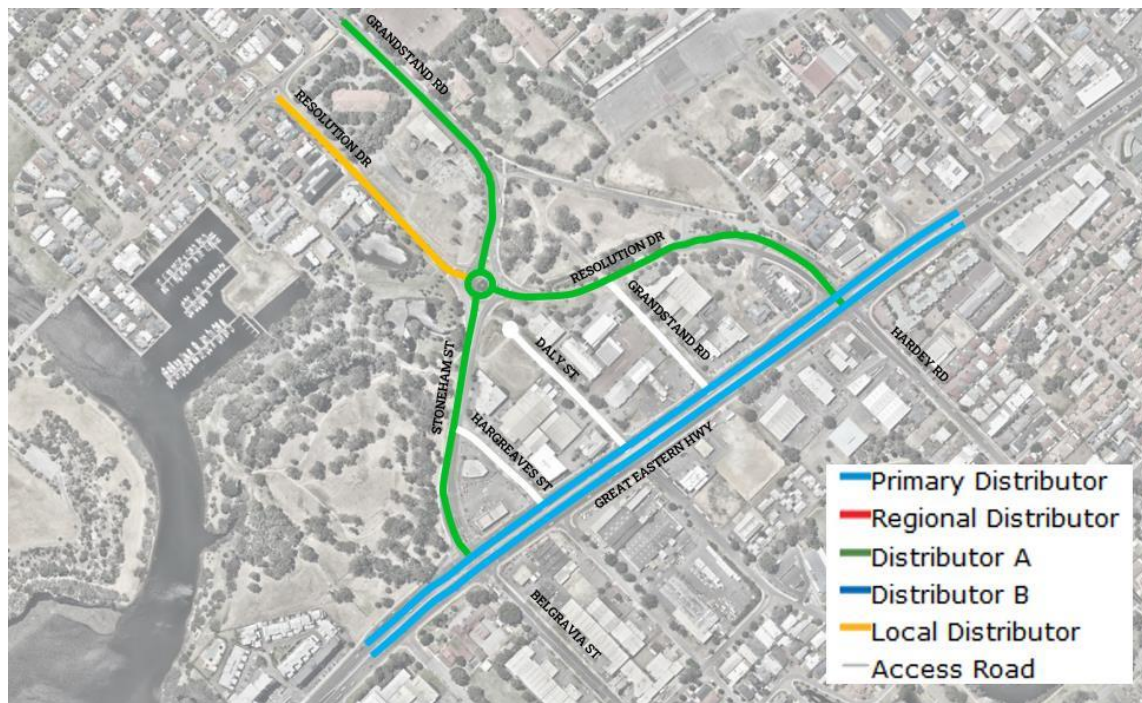 GRANDSTAND RD
RESOLUTION DR
RESOLUTION DR
GRANDSTAND RD
HARDEY RD
DALY ST
STONEHAM ST
HARGREAVES ST
GREAT EASTERN HWY
BELGRAVIA ST
Primary Distributor
Regional Distributor
Distributor A
Distributor B
Local Distributor
Access Road